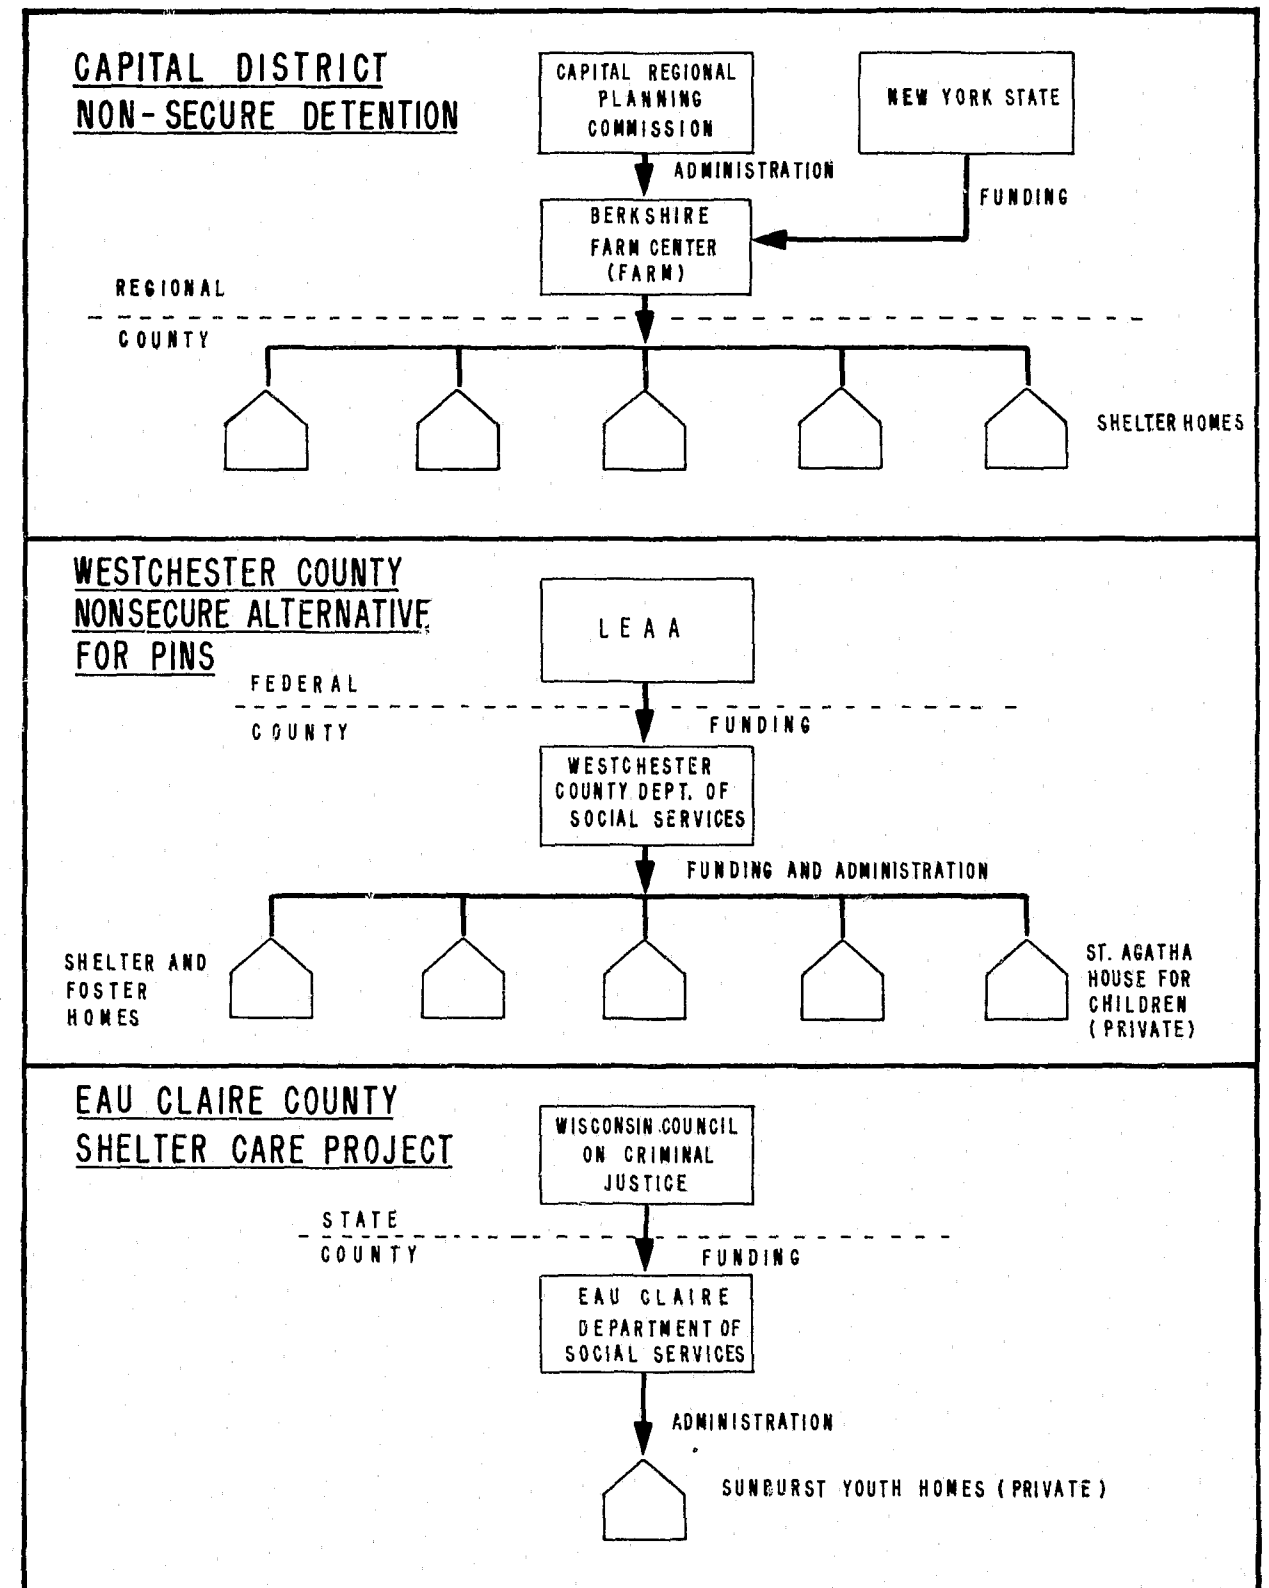 CAPITAL DISTRICT
NON-SECURE DETENTION
CAPITAL REGIONAL
PLANNING
COMMISSION
NEW YORK STATE
ADMINISTRATION
FUNDING
BERKSHIRE
FARM CENTER
(FARM)
REGIONAL
COUNTY
SHELTER HOMES
WESTCHESTER COUNTY
NONSECURE ALTERNATIVE
FOR PINS
LEAA
FEDERAL
COUNTY
FUNDING
WESTCHESTER
COUNTY DEPT. OF
SOCIAL SERVICES
FUNDING AND ADMINISTRATION
SHELTER AND
FOSTER
HOMES
ST. AGATHA
HOUSE FOR
CHILDREN
(PRIVATE)
EAU CLAIRE COUNTY
SHELTER CARE PROJECT
WISCONSIN COUNCIL
ON CRIMINAL
JUSTICE
STATE
COUNTY
FUNDING
EAU CLAIRE
DEPARTMENT OF
SOCIAL SERVICES
ADMINISTRATION
SUNBURST YOUTH HOMES (PRIVATE)